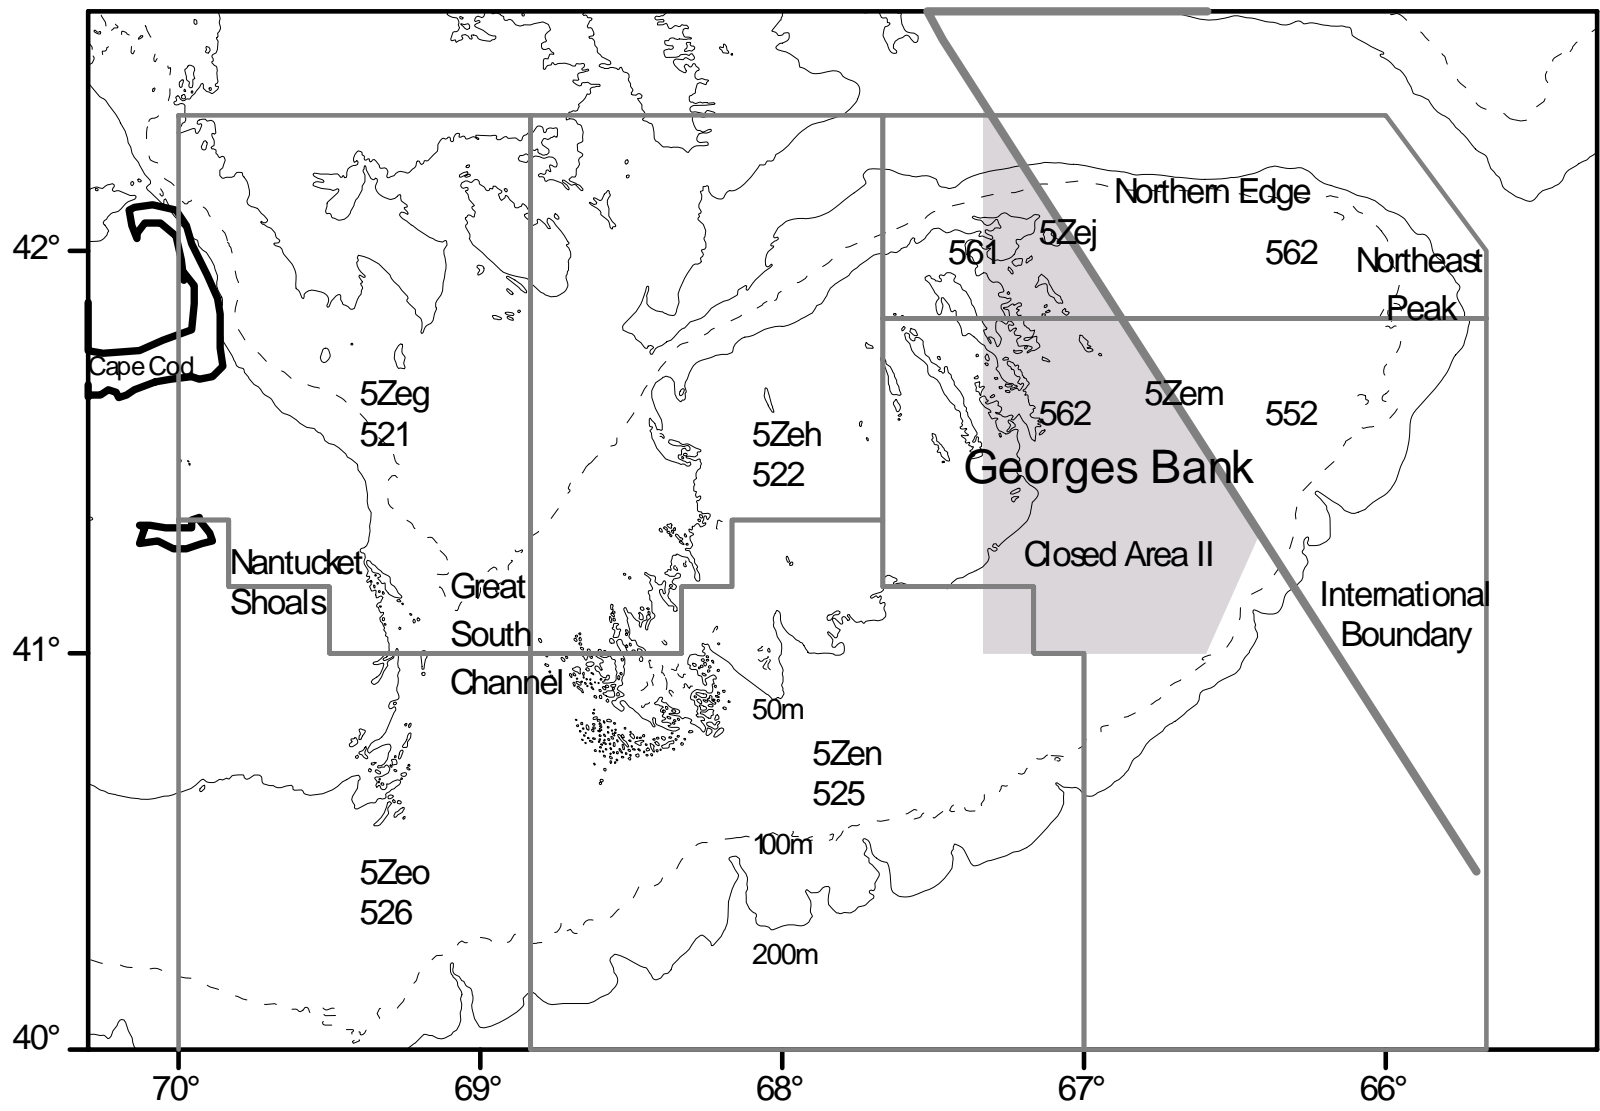 Northern Edge
42°
561
5Zej
562
Northeast
Peak
Cape Cod
5Zeg
521
5Zeh
522
562
5Zem
552
Georges Bank
Closed Area II
Nantucket
Shoals
Great
South
Channel
International
Boundary
41°
50m
5Zen
525
100m
5Zeo
526
200m
40°
70°
69°
68°
67°
66°